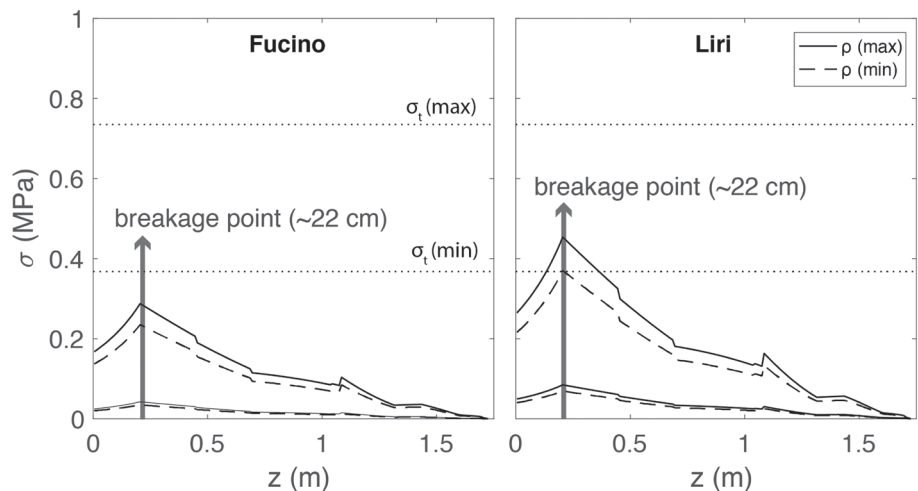 Fucino
Liri
ρ (max)
ρ (min)
σt (max)
σt (min)
breakage point (~22 cm)
breakage point (~22 cm)
σ (MPa)
1
0.8
0.6
0.4
0.2
0
0
0.5
1
1.5
z (m)
0
0.5
1
1.5
z (m)